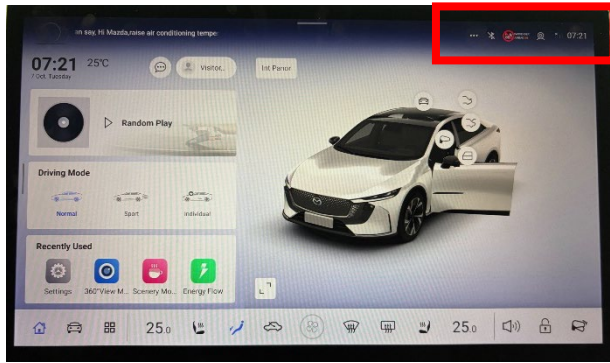 on say, Hi Mazda,raise air conditioning tempe
07:21
07:21 25°C
7 Oct. Tuesday
Visitor..
Int Panor
Random Play
Driving Mode
Normal Sport Individual
Recently Used
Settings 360°View M... Scenery Mo... Energy Flow
25.0 25.0